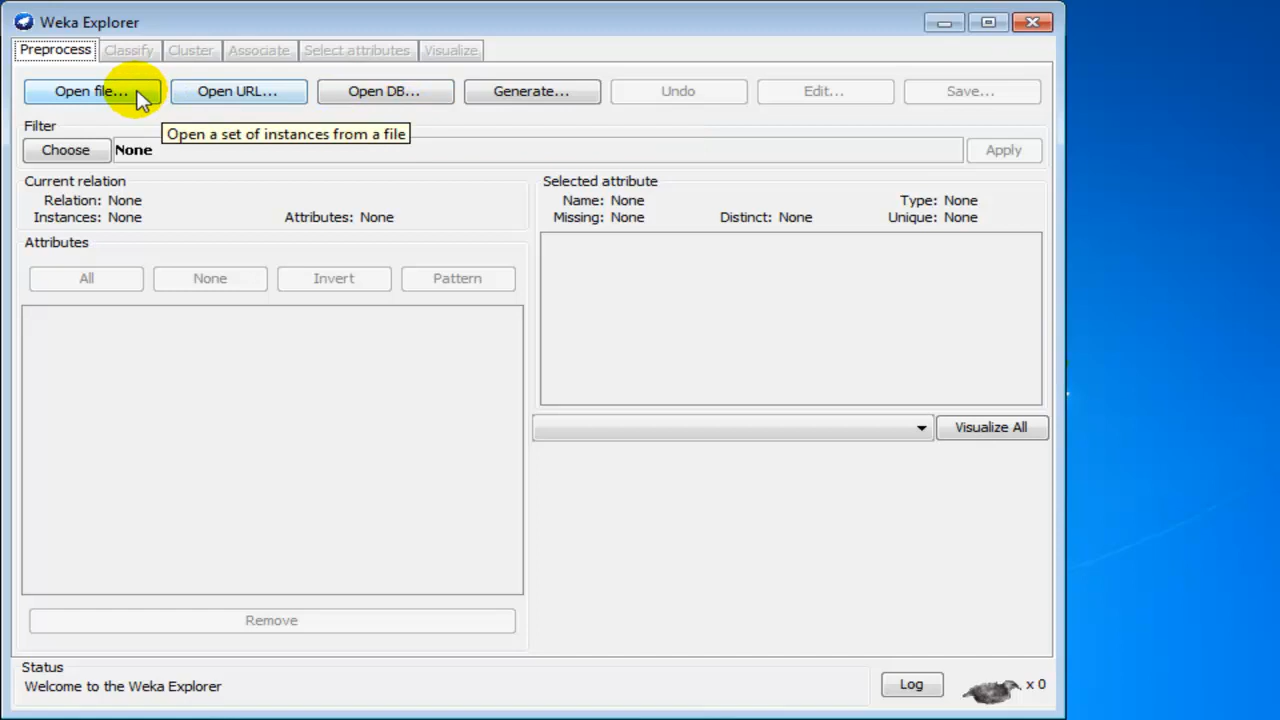 Weka Explorer
Preprocess Classify Cluster Associate Select attributes Visualize
Open file... Open URL... Open DB... Generate... Undo Edit... Save...
Filter
Open a set of instances from a file
Choose None Apply
Current relation
Relation: None
Instances: None Attributes: None
Selected attribute
Name: None Type: None
Missing: None Distinct: None Unique: None
Attributes
All None Invert Pattern
Visualize All
Remove
Status
Welcome to the Weka Explorer
Log x 0